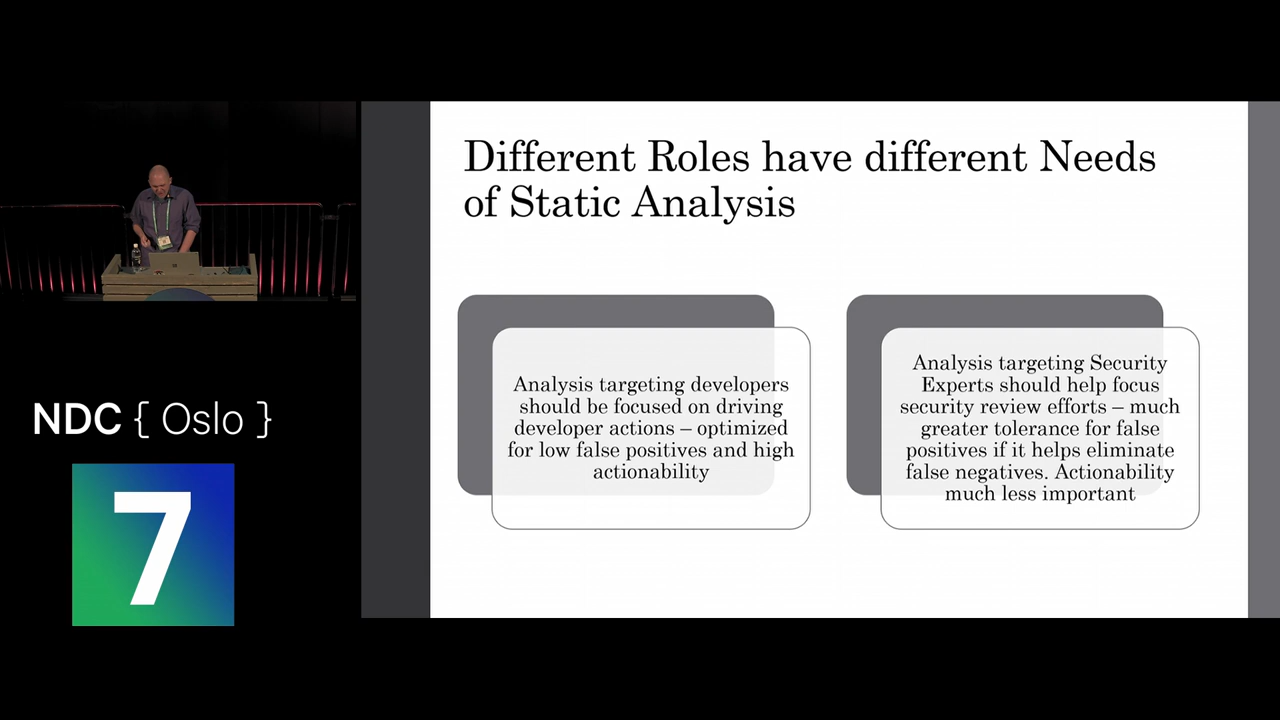 Different Roles have different Needs
of Static Analysis
Analysis targeting developers
should be focused on driving
developer actions – optimized
for low false positives and high
actionability
Analysis targeting Security
Experts should help focus
security review efforts – much
greater tolerance for false
positives if it helps eliminate
false negatives. Actionability
much less important
NDC { Oslo }
7